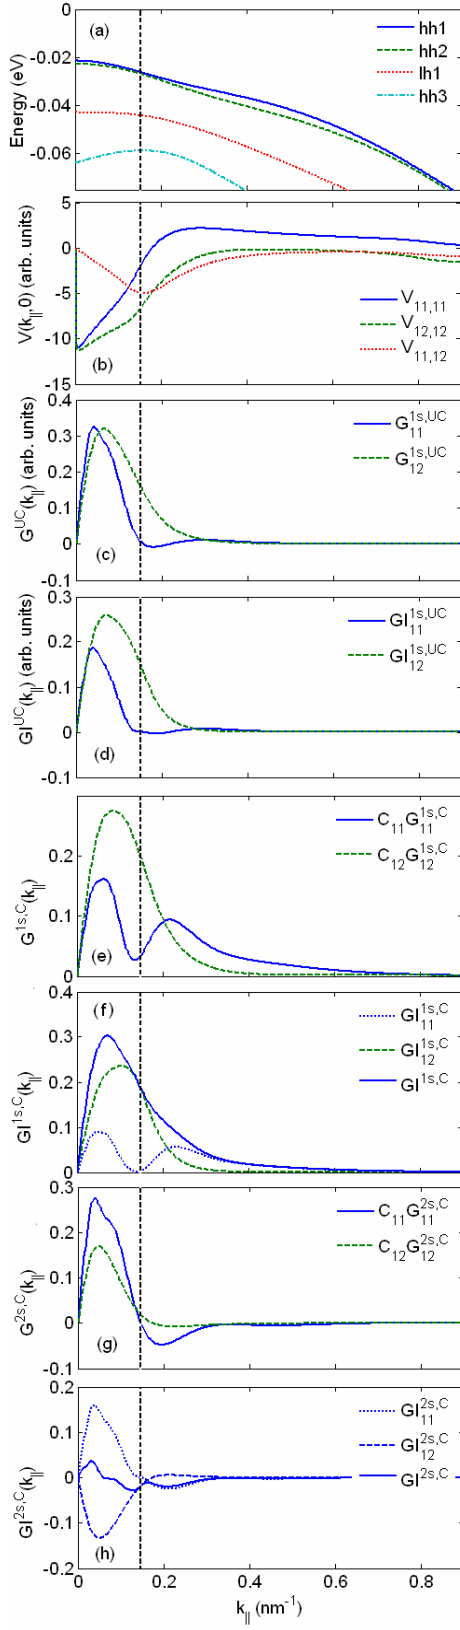 0
-0.02
-0.04
-0.06
Energy (eV)
(a)
hh1
hh2
lh1
hh3
5
0
-5
-10
-15
V(k||,0) (arb. units)
(b)
V11,11
V12,12
V11,12
0.4
0.3
0.2
0.1
0
-0.1
G^UC(k||) (arb. units)
(c)
G11^1s,UC
G12^1s,UC
0.3
0.2
0.1
0
-0.1
GI^UC(k||) (arb. units)
(d)
GI11^1s,UC
GI12^1s,UC
0.2
0.1
0
G^1s,C(k||)
(e)
C11G11^1s,C
C12G12^1s,C
0.4
0.3
0.2
0.1
0
GI^1s,C(k||)
(f)
GI11^1s,C
GI12^1s,C
GI^1s,C
0.3
0.2
0.1
0
-0.1
G^2s,C(k||)
(g)
C11G11^2s,C
C12G12^2s,C
0.2
0.1
0
-0.1
-0.2
GI^2s,C(k||)
(h)
GI11^2s,C
GI12^2s,C
GI^2s,C
0 0.2 0.4 0.6 0.8
k|| (nm^-1)